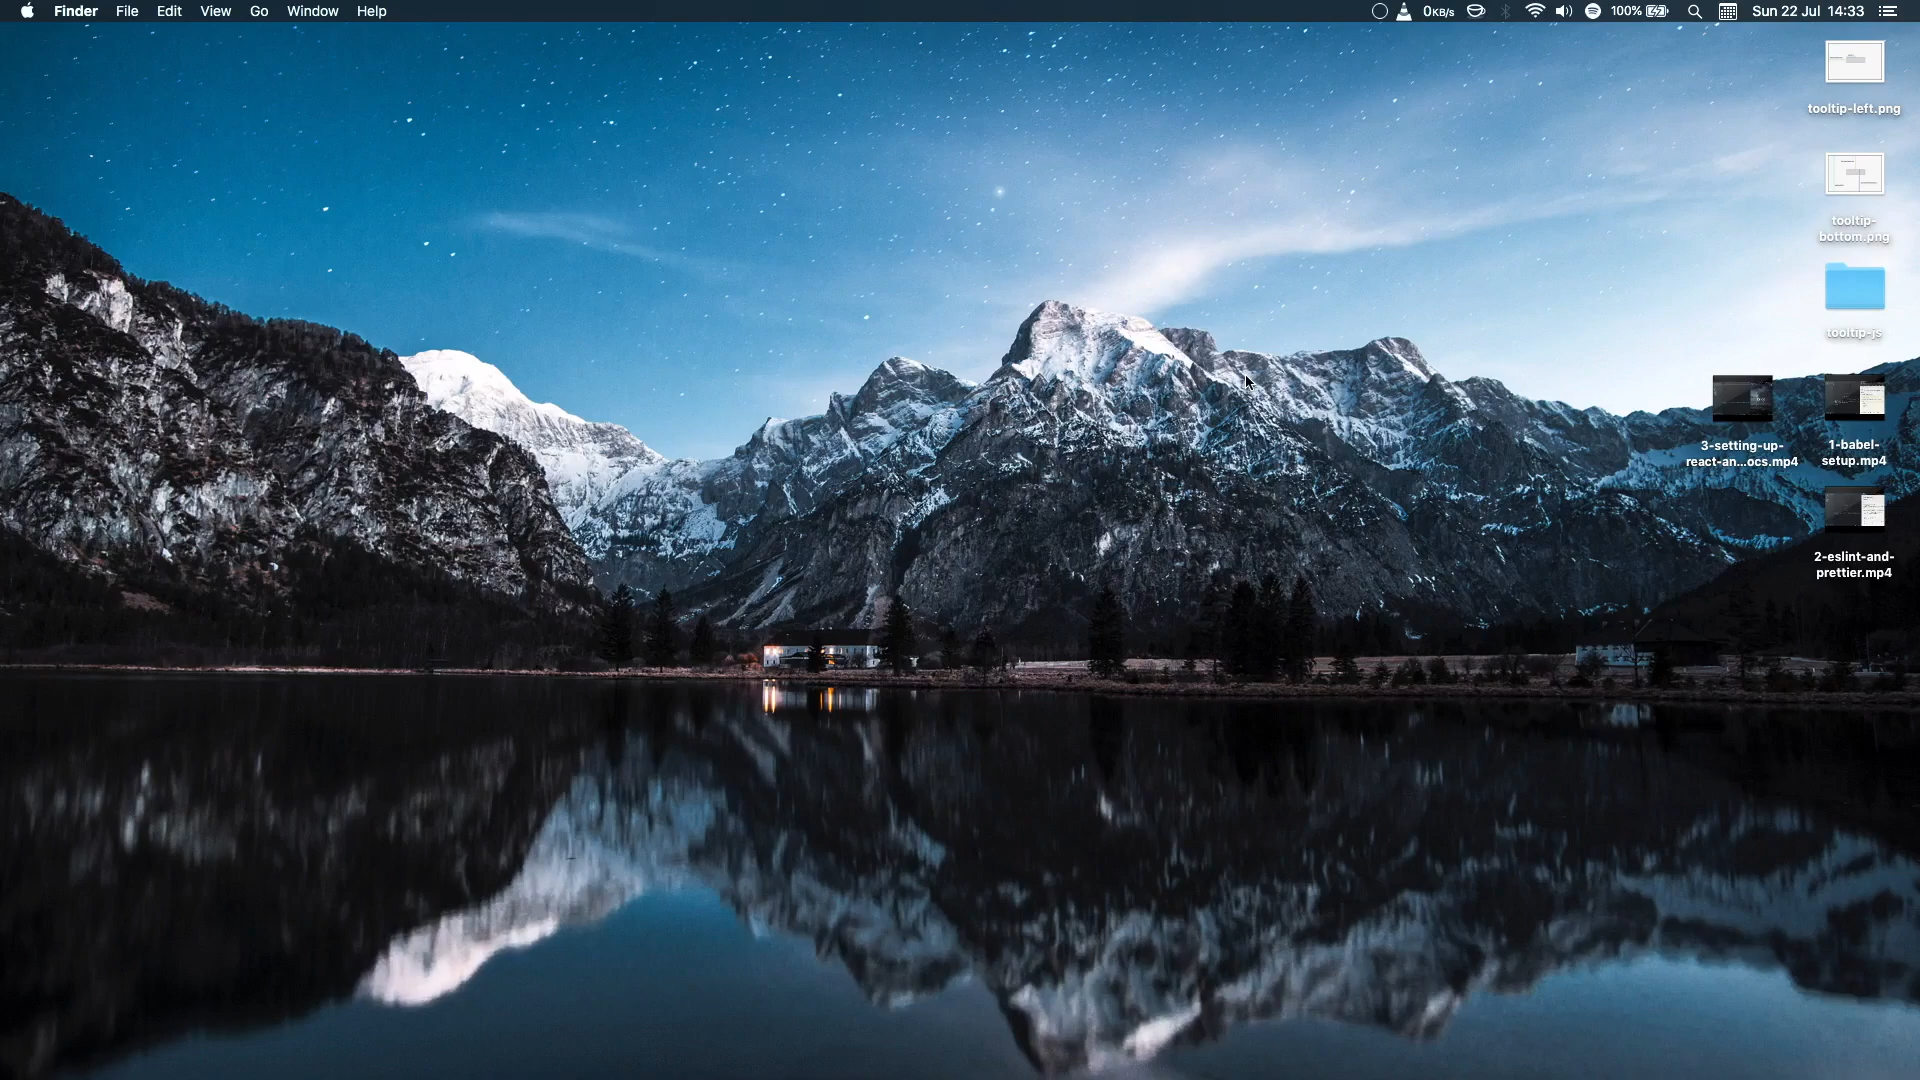 Finder File Edit View Go Window Help
0KB/s 100% Sun 22 Jul 14:33
tooltip-left.png
tooltip-
bottom.png
tooltip-js
3-setting-up-
react-an...ocs.mp4
1-babel-
setup.mp4
2-eslint-and-
prettier.mp4